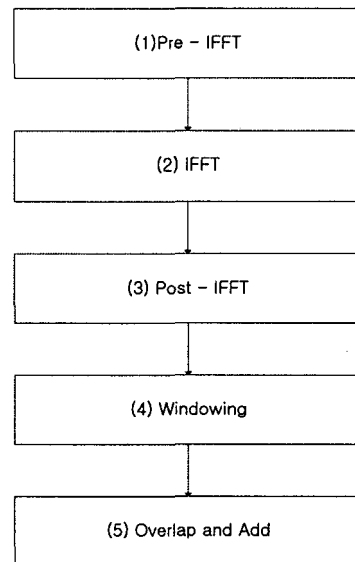 (1)Pre - IFFT
(2) IFFT
(3) Post - IFFT
(4) Windowing
(5) Overlap and Add